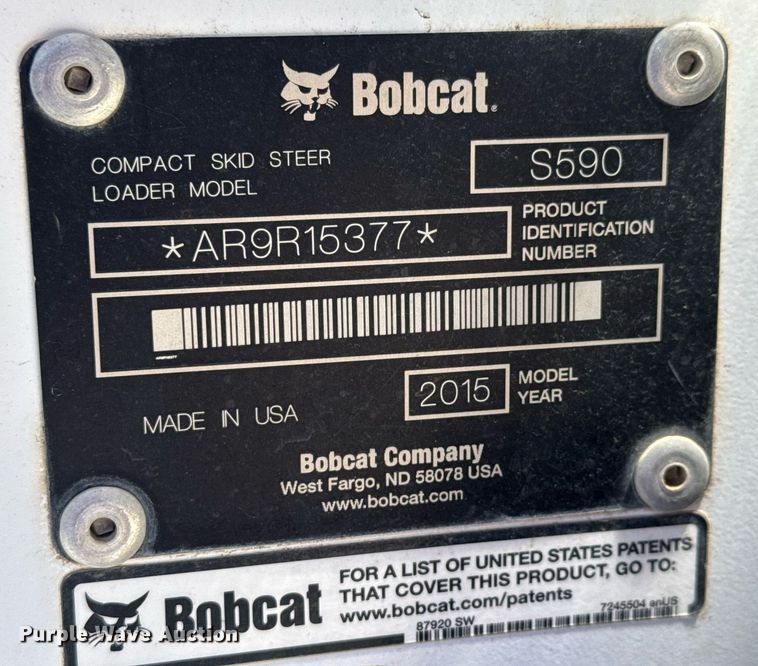 Bobcat®
COMPACT SKID STEER
LOADER MODEL
S590
*AR9R15377*
PRODUCT
IDENTIFICATION
NUMBER
2015
MODEL
YEAR
MADE IN USA
Bobcat Company
West Fargo, ND 58078 USA
www.bobcat.com
Bobcat
FOR A LIST OF UNITED STATES PATENTS
THAT COVER THIS PRODUCT, GO TO:
www.bobcat.com/patents
87920 SW
7245504 enUS
Purple Wave Auction